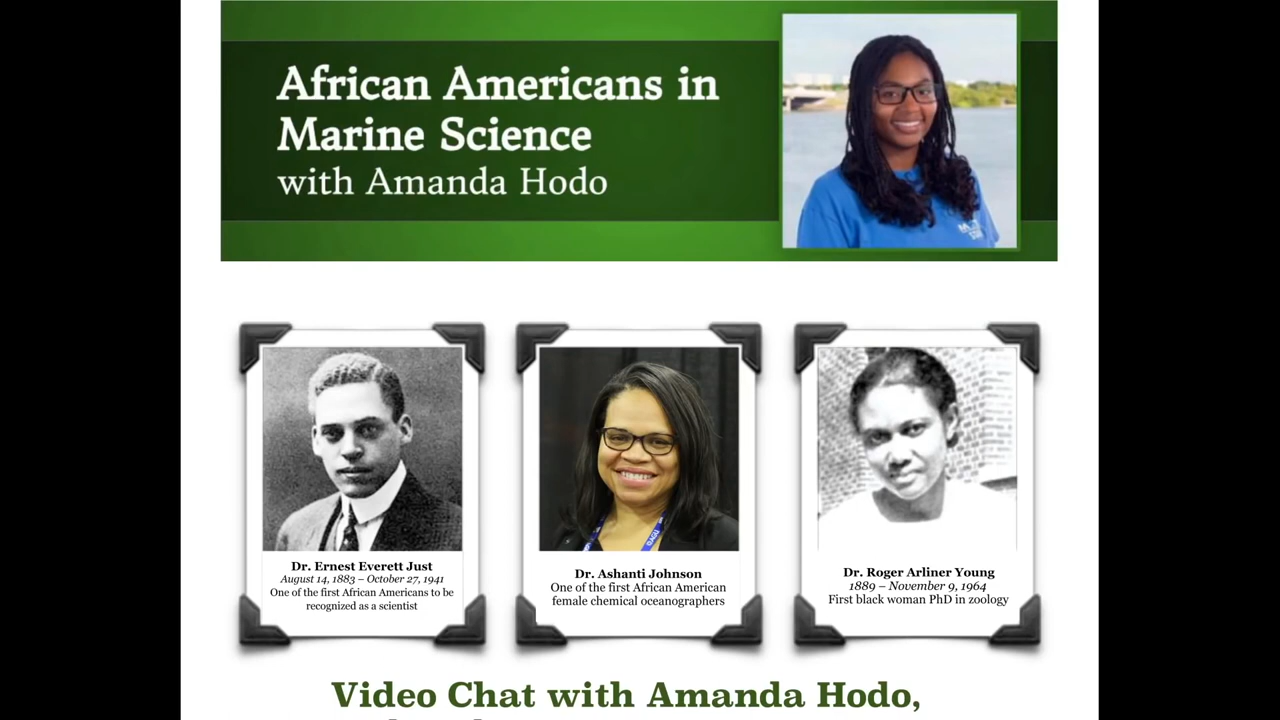 African Americans in
Marine Science
with Amanda Hodo
Dr. Ernest Everett Just
August 14, 1883 – October 27, 1941
One of the first African Americans to be
recognized as a scientist
Dr. Ashanti Johnson
One of the first African American
female chemical oceanographers
Dr. Roger Arliner Young
1889 – November 9, 1964
First black woman PhD in zoology
Video Chat with Amanda Hodo,